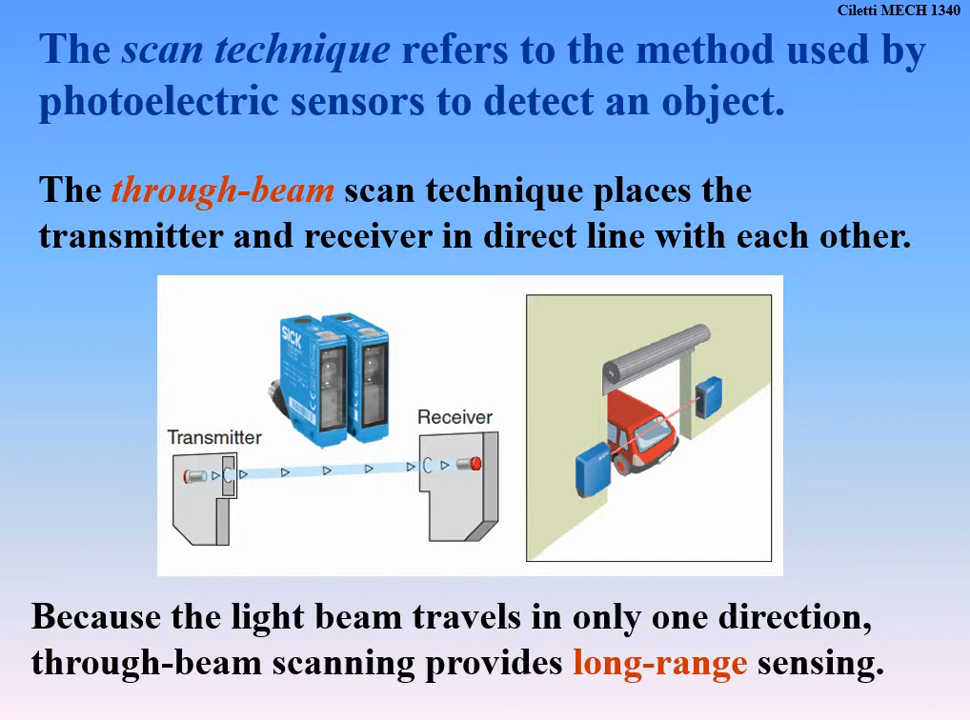 Ciletti MECH 1340
The scan technique refers to the method used by
photoelectric sensors to detect an object.
The through-beam scan technique places the
transmitter and receiver in direct line with each other.
SICK
Receiver
Transmitter
Because the light beam travels in only one direction,
through-beam scanning provides long-range sensing.